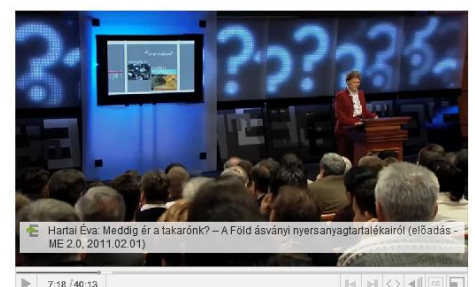 Hartai Éva: Meddig ér a takarónk? – A Föld ásványi nyersanyagtartalékairól (előadás -
ME 2.0, 2011.02.01)
7:18 / 40:13
CC